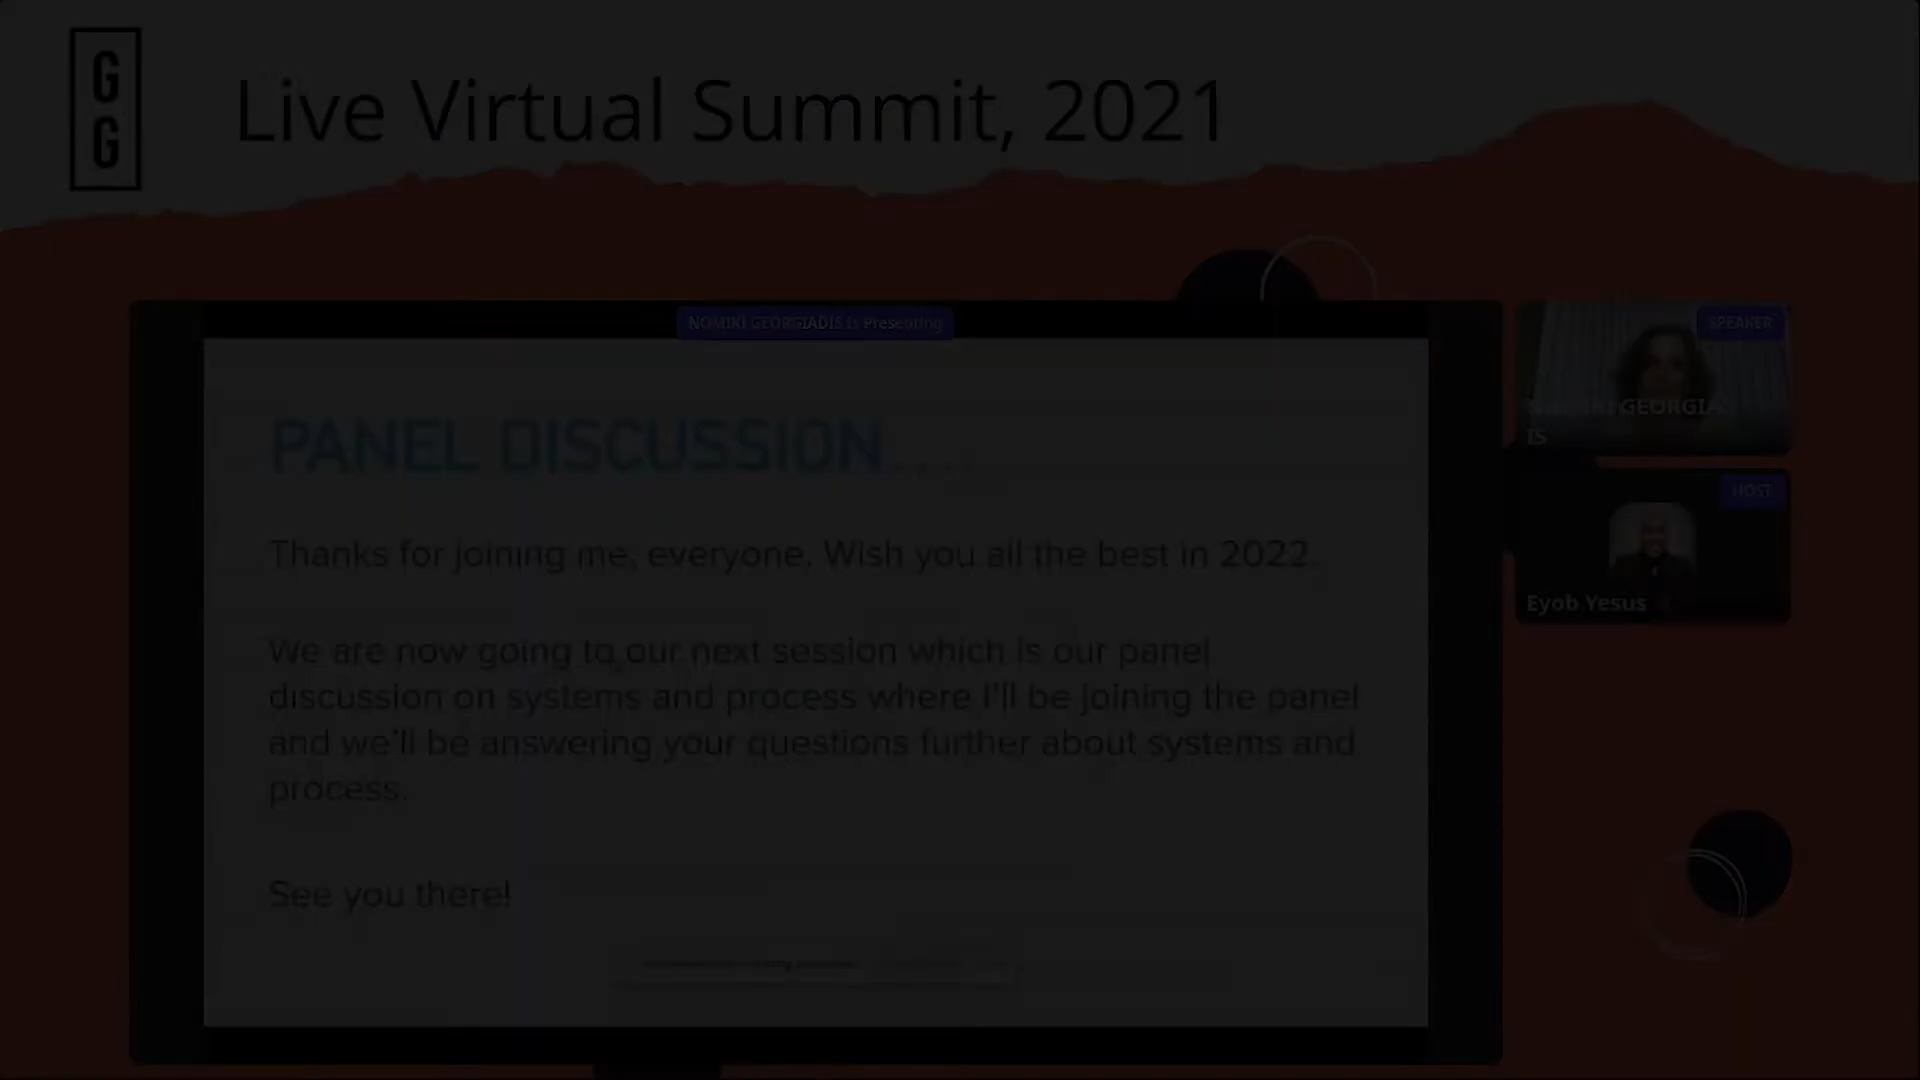 G
G
Live Virtual Summit, 2021
NOMIKI GEORGIADIS is Presenting
SPEAKER
GEORGIA
IS
PANEL DISCUSSION.....
HOST
Thanks for joining me, everyone. Wish you all the best in 2022.
Eyob Yesus
We are now going to our next session which is our panel
discussion on systems and process where I'll be joining the panel
and we'll be answering your questions further about systems and
process.
See you there!